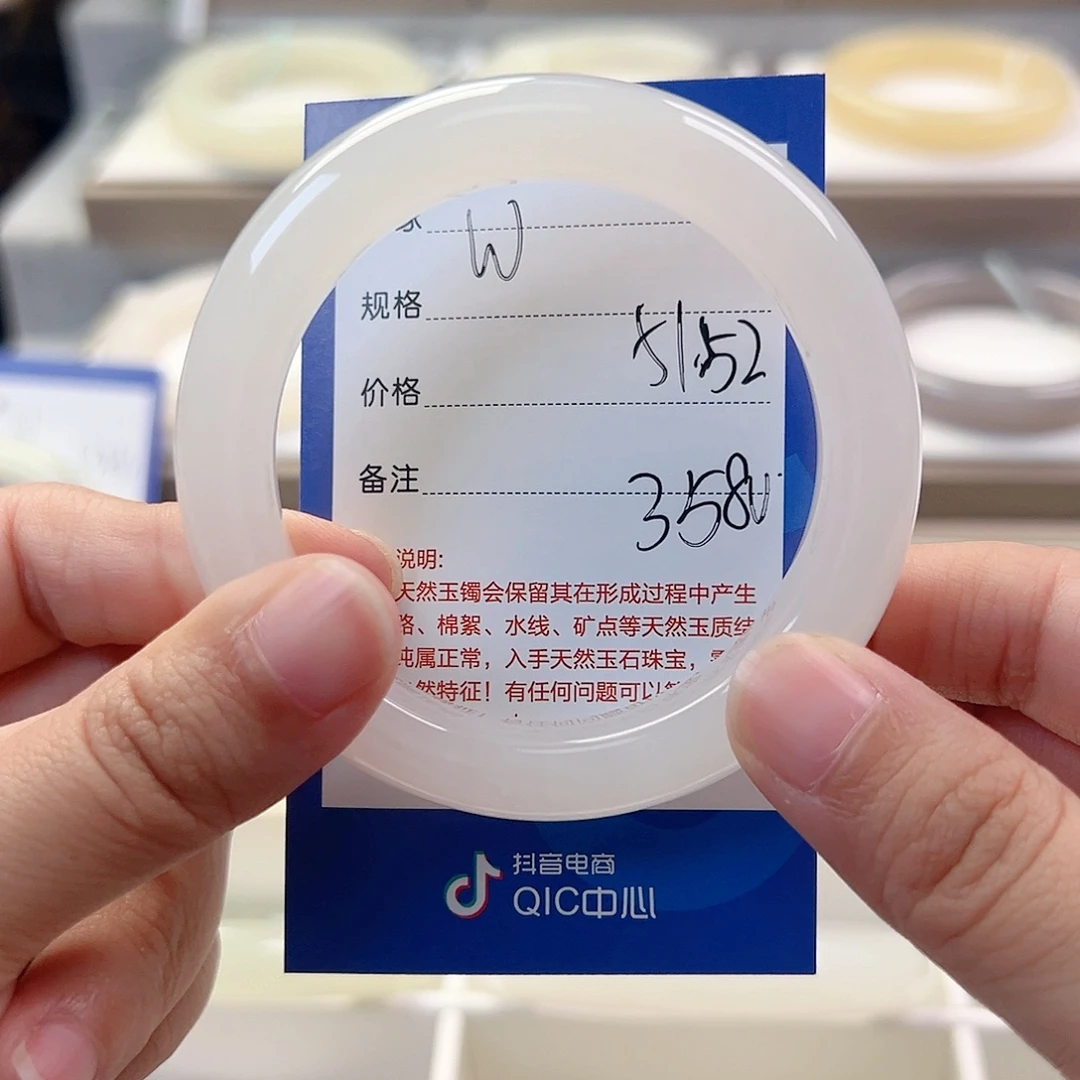 W
规格
51.52
价格
备注
358
说明:
天然玉镯会保留其在形成过程中产生
、棉絮、水线、矿点等天然玉质结
纯属正常，入手天然玉石珠宝，
然特征！有任何问题可以
抖音电商
QIC中心